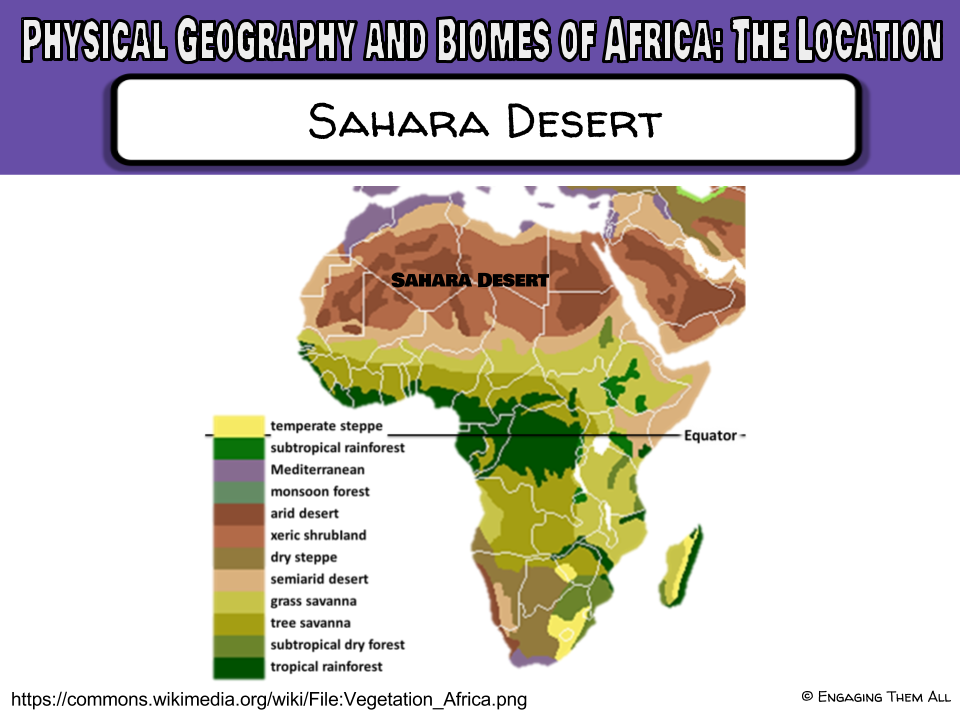 Physical Geography and Biomes of Africa: The Location
Sahara Desert
Sahara Desert
temperate steppe
Equator
subtropical rainforest
Mediterranean
monsoon forest
arid desert
xeric shrubland
dry steppe
semiarid desert
grass savanna
tree savanna
subtropical dry forest
tropical rainforest
https://commons.wikimedia.org/wiki/File:Vegetation_Africa.png
© Engaging Them All